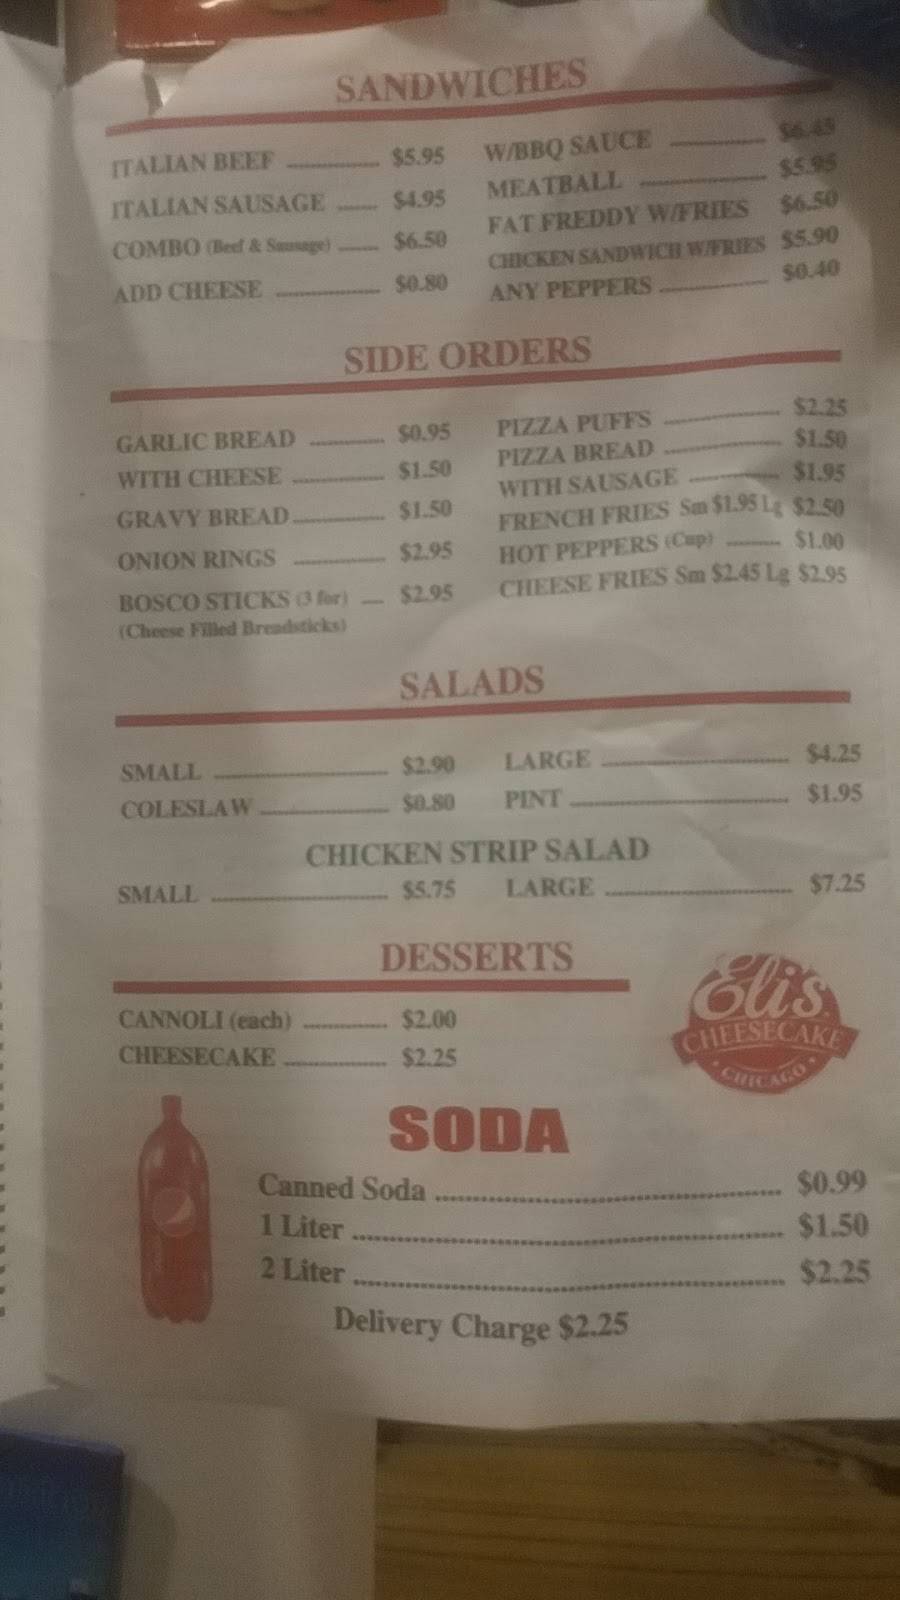 SANDWICHES
ITALIAN BEEF $5.95
ITALIAN SAUSAGE $4.95
COMBO (Beef & Sausage) $6.50
ADD CHEESE $0.80
W/BBQ SAUCE $6.45
MEATBALL $5.95
FAT FREDDY W/FRIES $6.50
CHICKEN SANDWICH W/FRIES $5.90
ANY PEPPERS $0.40
SIDE ORDERS
GARLIC BREAD $0.95
WITH CHEESE $1.50
GRAVY BREAD $1.50
ONION RINGS $2.95
BOSCO STICKS (3 for) $2.95
(Cheese Filled Breadsticks)
PIZZA PUFFS $2.25
PIZZA BREAD $1.50
WITH SAUSAGE $1.95
FRENCH FRIES Sm $1.95 Lg $2.50
HOT PEPPERS (Cup) $1.00
CHEESE FRIES Sm $2.45 Lg $2.95
SALADS
SMALL $2.90 LARGE $4.25
COLESLAW $0.80 PINT $1.95
CHICKEN STRIP SALAD
SMALL $5.75 LARGE $7.25
DESSERTS
CANNOLI (each) $2.00
CHEESECAKE $2.25
Eli's
CHEESECAKE
CHICAGO
SODA
Canned Soda $0.99
1 Liter $1.50
2 Liter $2.25
Delivery Charge $2.25